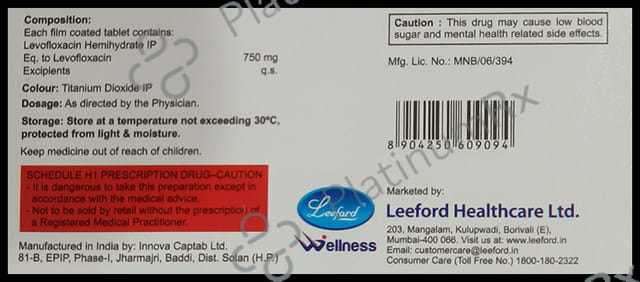 Composition:
Each film coated tablet contains:
Levofloxacin Hemihydrate IP
Eq. to Levofloxacin 750 mg
Excipients q.s.
Colour: Titanium Dioxide IP
Dosage: As directed by the Physician.
Storage: Store at a temperature not exceeding 30ºC,
protected from light & moisture.
Keep medicine out of reach of children.
SCHEDULE H1 PRESCRIPTION DRUG–CAUTION
- It is dangerous to take this preparation except in
accordance with the medical advice.
- Not to be sold by retail without the prescription of
a Registered Medical Practitioner.
Manufactured in India by: Innova Captab Ltd.
81-B, EPIP, Phase-I, Jharmajri, Baddi, Dist. Solan (H.P.)
Caution : This drug may cause low blood
sugar and mental health related side effects.
Mfg. Lic. No.: MNB/06/394
8 904250 609094
Leeford
Wellness
Marketed by:
Leeford Healthcare Ltd.
203, Mangalam, Kulupwadi, Borivali (E),
Mumbai-400 066. Visit us at: www.leeford.in
Email: customercare@leeford.in
Consumer Care (Toll Free No.) 1800-180-2322
PlatinumRx